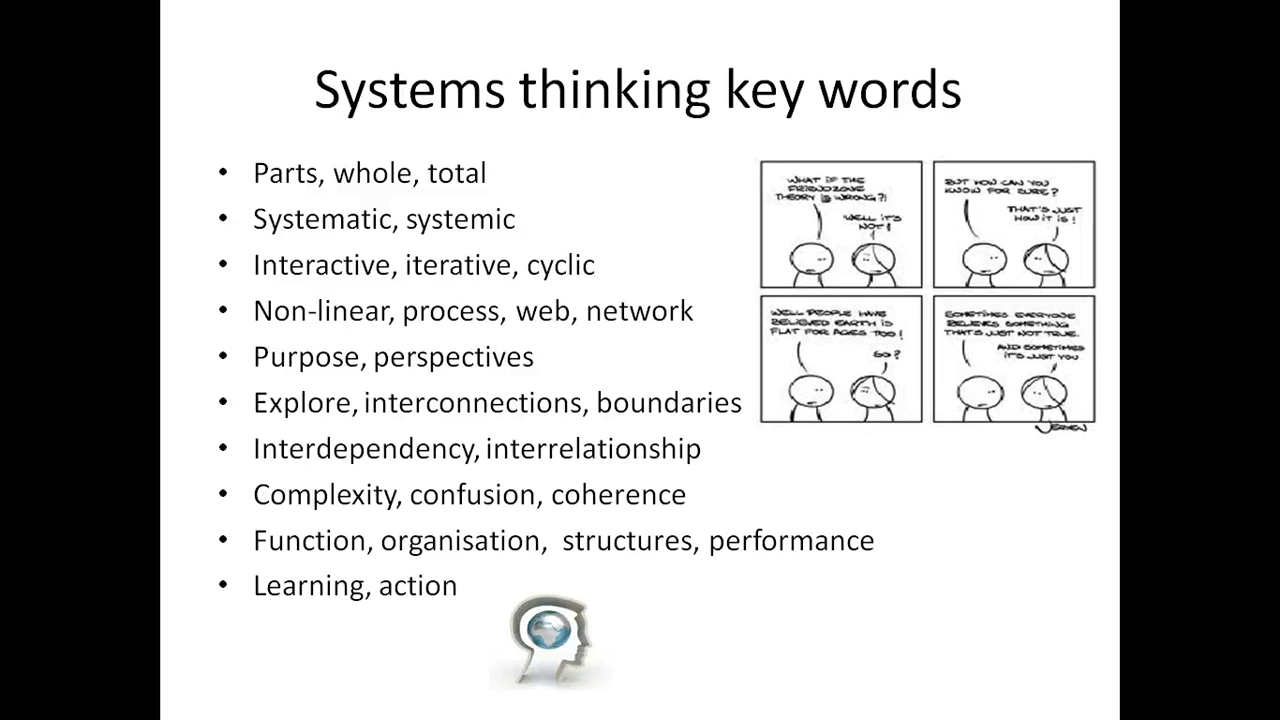 Systems thinking key words
• Parts, whole, total
• Systematic, systemic
• Interactive, iterative, cyclic
• Non-linear, process, web, network
• Purpose, perspectives
• Explore, interconnections, boundaries
• Interdependency, interrelationship
• Complexity, confusion, coherence
• Function, organisation, structures, performance
• Learning, action
WHAT IF THE
FRIENDZONE
THEORY IS WRONG?!
WELL IT'S
NOT!
BUT HOW CAN YOU
KNOW FOR SURE?
THAT'S JUST
HOW IT IS!
WELL PEOPLE HAVE
BELIEVED EARTH IS
FLAT FOR AGES TOO!
SO?
SOMETIMES EVERYONE
BELIEVES SOMETHING
THAT'S JUST NOT TRUE.
AND SOMETIMES
IT'S JUST YOU